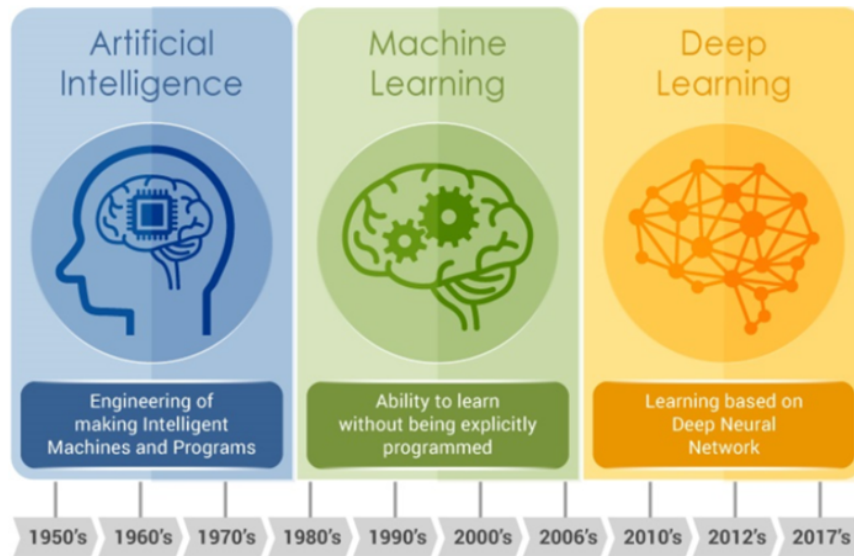 Artificial
Intelligence
Engineering of
making Intelligent
Machines and Programs
Machine
Learning
Ability to learn
without being explicitly
programmed
Deep
Learning
Learning based on
Deep Neural
Network
1950's 1960's 1970's 1980's 1990's 2000's 2006's 2010's 2012's 2017's